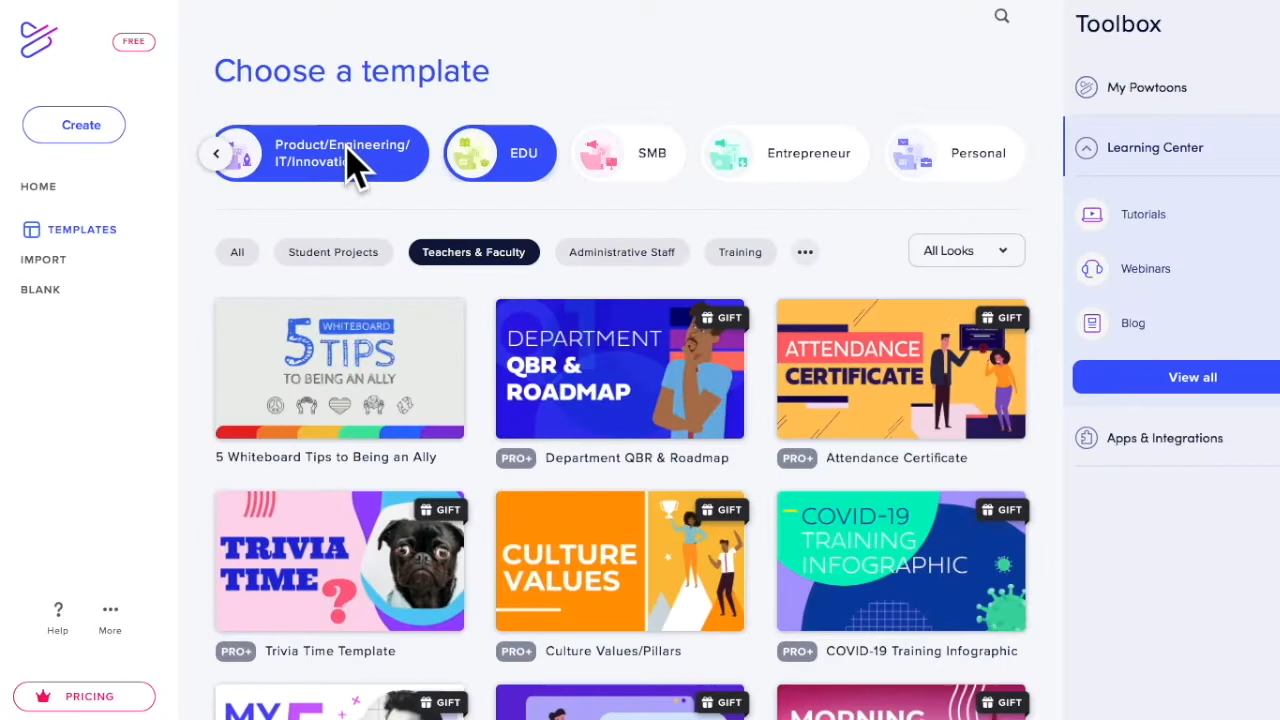 FREE
Create
HOME
TEMPLATES
IMPORT
BLANK
? Help
More
PRICING
Choose a template
Product/Engineering/
IT/Innovati
EDU
SMB
Entrepreneur
Personal
All
Student Projects
Teachers & Faculty
Administrative Staff
Training
All Looks
5 WHITEBOARD
TIPS
TO BEING AN ALLY
5 Whiteboard Tips to Being an Ally
GIFT
DEPARTMENT
QBR &
ROADMAP
PRO+ Department QBR & Roadmap
GIFT
ATTENDANCE
CERTIFICATE
PRO+ Attendance Certificate
GIFT
TRIVIA
TIME?
PRO+ Trivia Time Template
GIFT
CULTURE
VALUES
PRO+ Culture Values/Pillars
GIFT
COVID-19
TRAINING
INFOGRAPHIC
PRO+ COVID-19 Training Infographic
GIFT
MY 5
GIFT
GIFT
MORNING
Toolbox
My Powtoons
Learning Center
Tutorials
Webinars
Blog
View all
Apps & Integrations